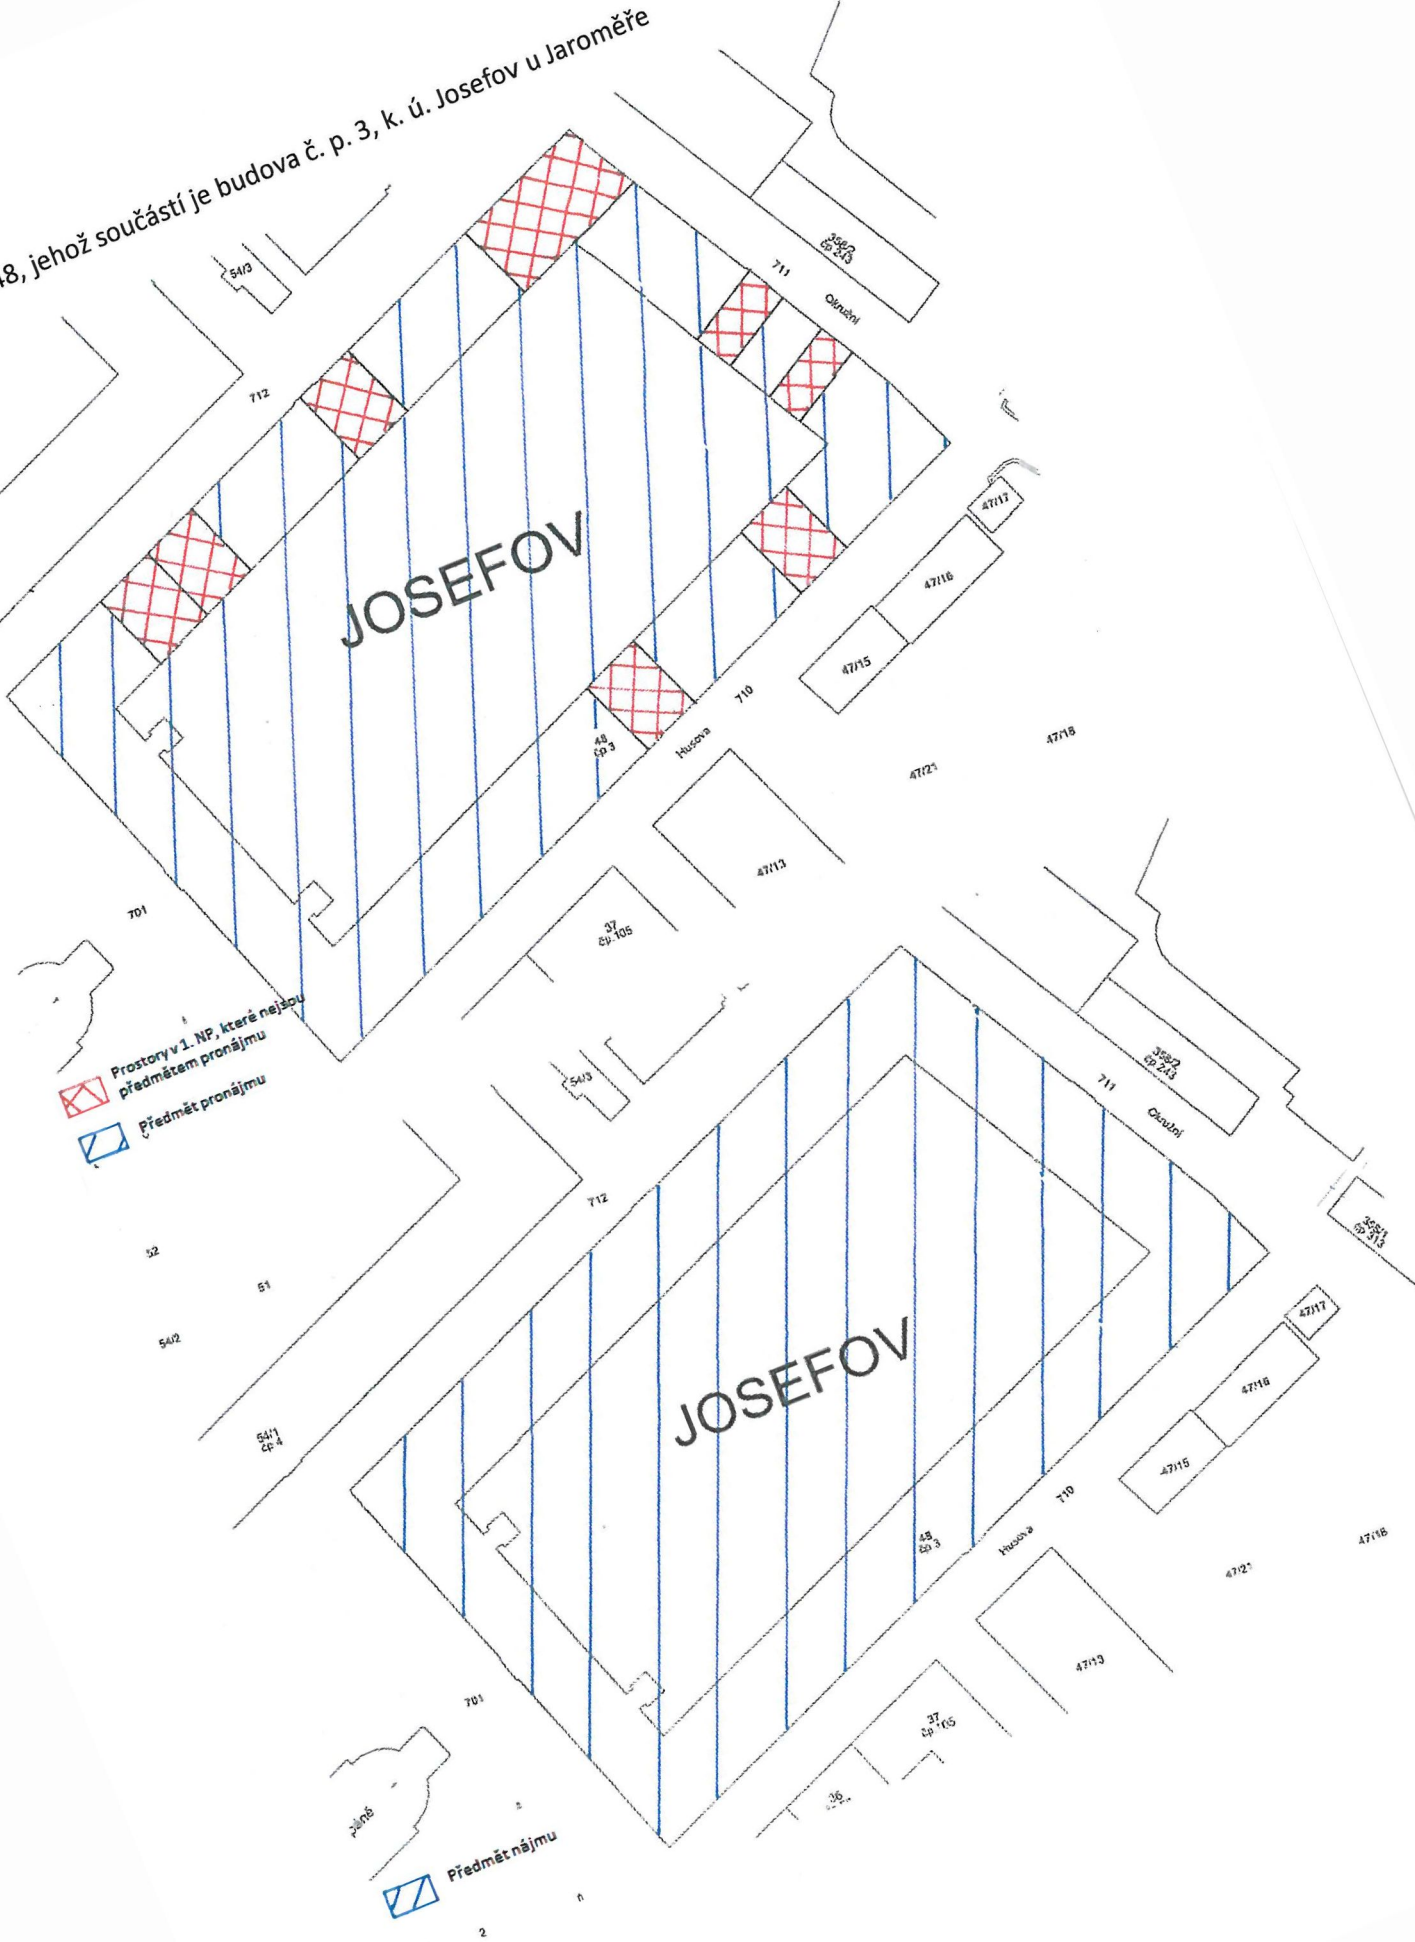 48, jehož součástí je budova č. p. 3, k. ú. Josefov u Jaroměře
54/3
358/2
čp.243
711
Okružní
712
47/17
JOSEFOV
47/16
47/15
710
Husova
48
čp.3
47/18
47/21
47/13
37
čp.105
701
Prostory v 1. NP, které nejsou
předmětem pronájmu
Předmět pronájmu
54/3
358/2
čp.243
711
Okružní
712
52
51
54/2
54/1
čp.4
358/1
čp.313
47/17
JOSEFOV
47/16
47/15
710
Husova
48
čp.3
47/18
47/21
47/13
37
čp.105
36
701
Předmět nájmu
2